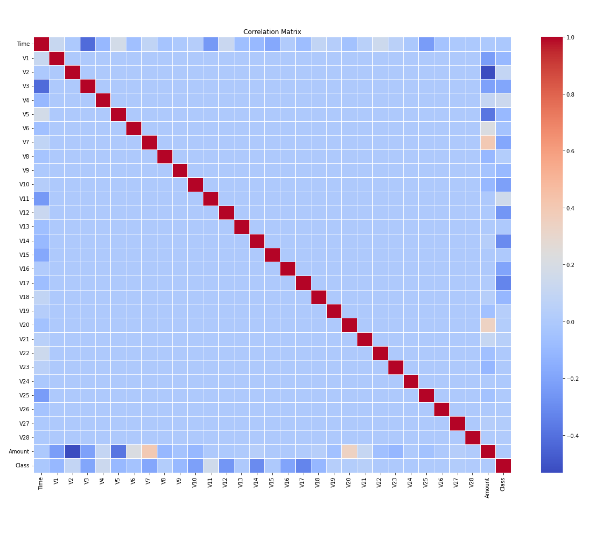 Correlation Matrix
Time
V1
V2
V3
V4
V5
V6
V7
V8
V9
V10
V11
V12
V13
V14
V15
V16
V17
V18
V19
V20
V21
V22
V23
V24
V25
V26
V27
V28
Amount
Class
Time
V1
V2
V3
V4
V5
V6
V7
V8
V9
V10
V11
V12
V13
V14
V15
V16
V17
V18
V19
V20
V21
V22
V23
V24
V25
V26
V27
V28
Amount
Class
1.0
0.8
0.6
0.4
0.2
0.0
-0.2
-0.4